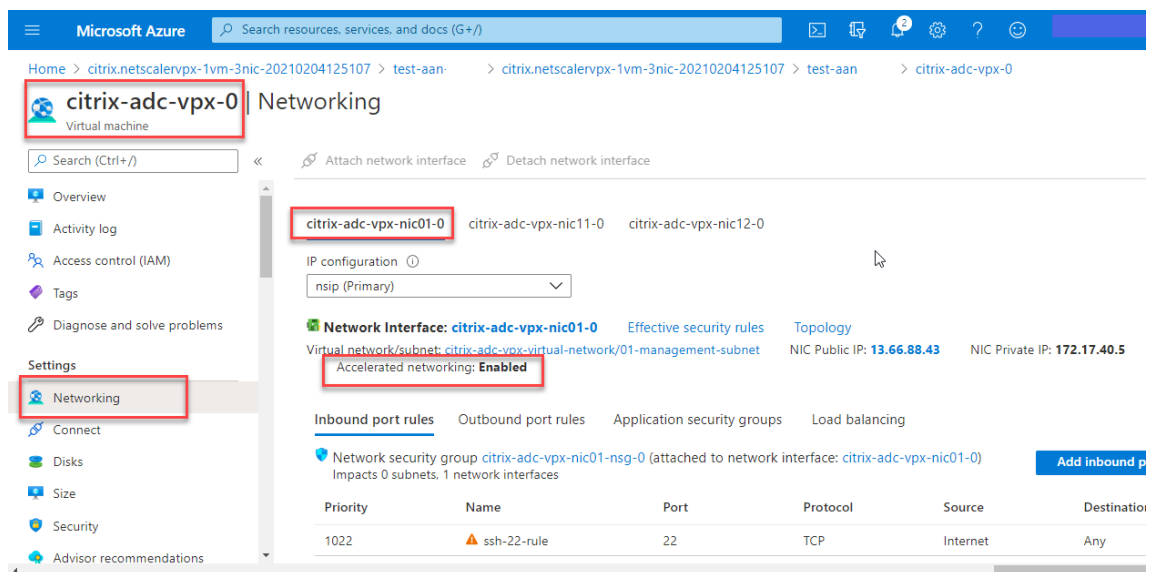 Microsoft Azure
Search resources, services, and docs (G+/)
2
Home > citrix.netscalervpx-1vm-3nic-20210204125107 > test-aan > citrix.netscalervpx-1vm-3nic-20210204125107 > test-aan > citrix-adc-vpx-0
citrix-adc-vpx-0 | Networking
Virtual machine
Search (Ctrl+/)
«
Attach network interface
Detach network interface
Overview
Activity log
Access control (IAM)
Tags
Diagnose and solve problems
Settings
Networking
Connect
Disks
Size
Security
Advisor recommendations
citrix-adc-vpx-nic01-0
citrix-adc-vpx-nic11-0
citrix-adc-vpx-nic12-0
IP configuration
nsip (Primary)
Network Interface: citrix-adc-vpx-nic01-0 Effective security rules Topology
Virtual network/subnet: citrix-adc-vpx-virtual-network/01-management-subnet NIC Public IP: 13.66.88.43 NIC Private IP: 172.17.40.5
Accelerated networking: Enabled
Inbound port rules Outbound port rules Application security groups Load balancing
Network security group citrix-adc-vpx-nic01-nsg-0 (attached to network interface: citrix-adc-vpx-nic01-0)
Impacts 0 subnets, 1 network interfaces
Add inbound p
Priority Name Port Protocol Source Destination
1022 ssh-22-rule 22 TCP Internet Any